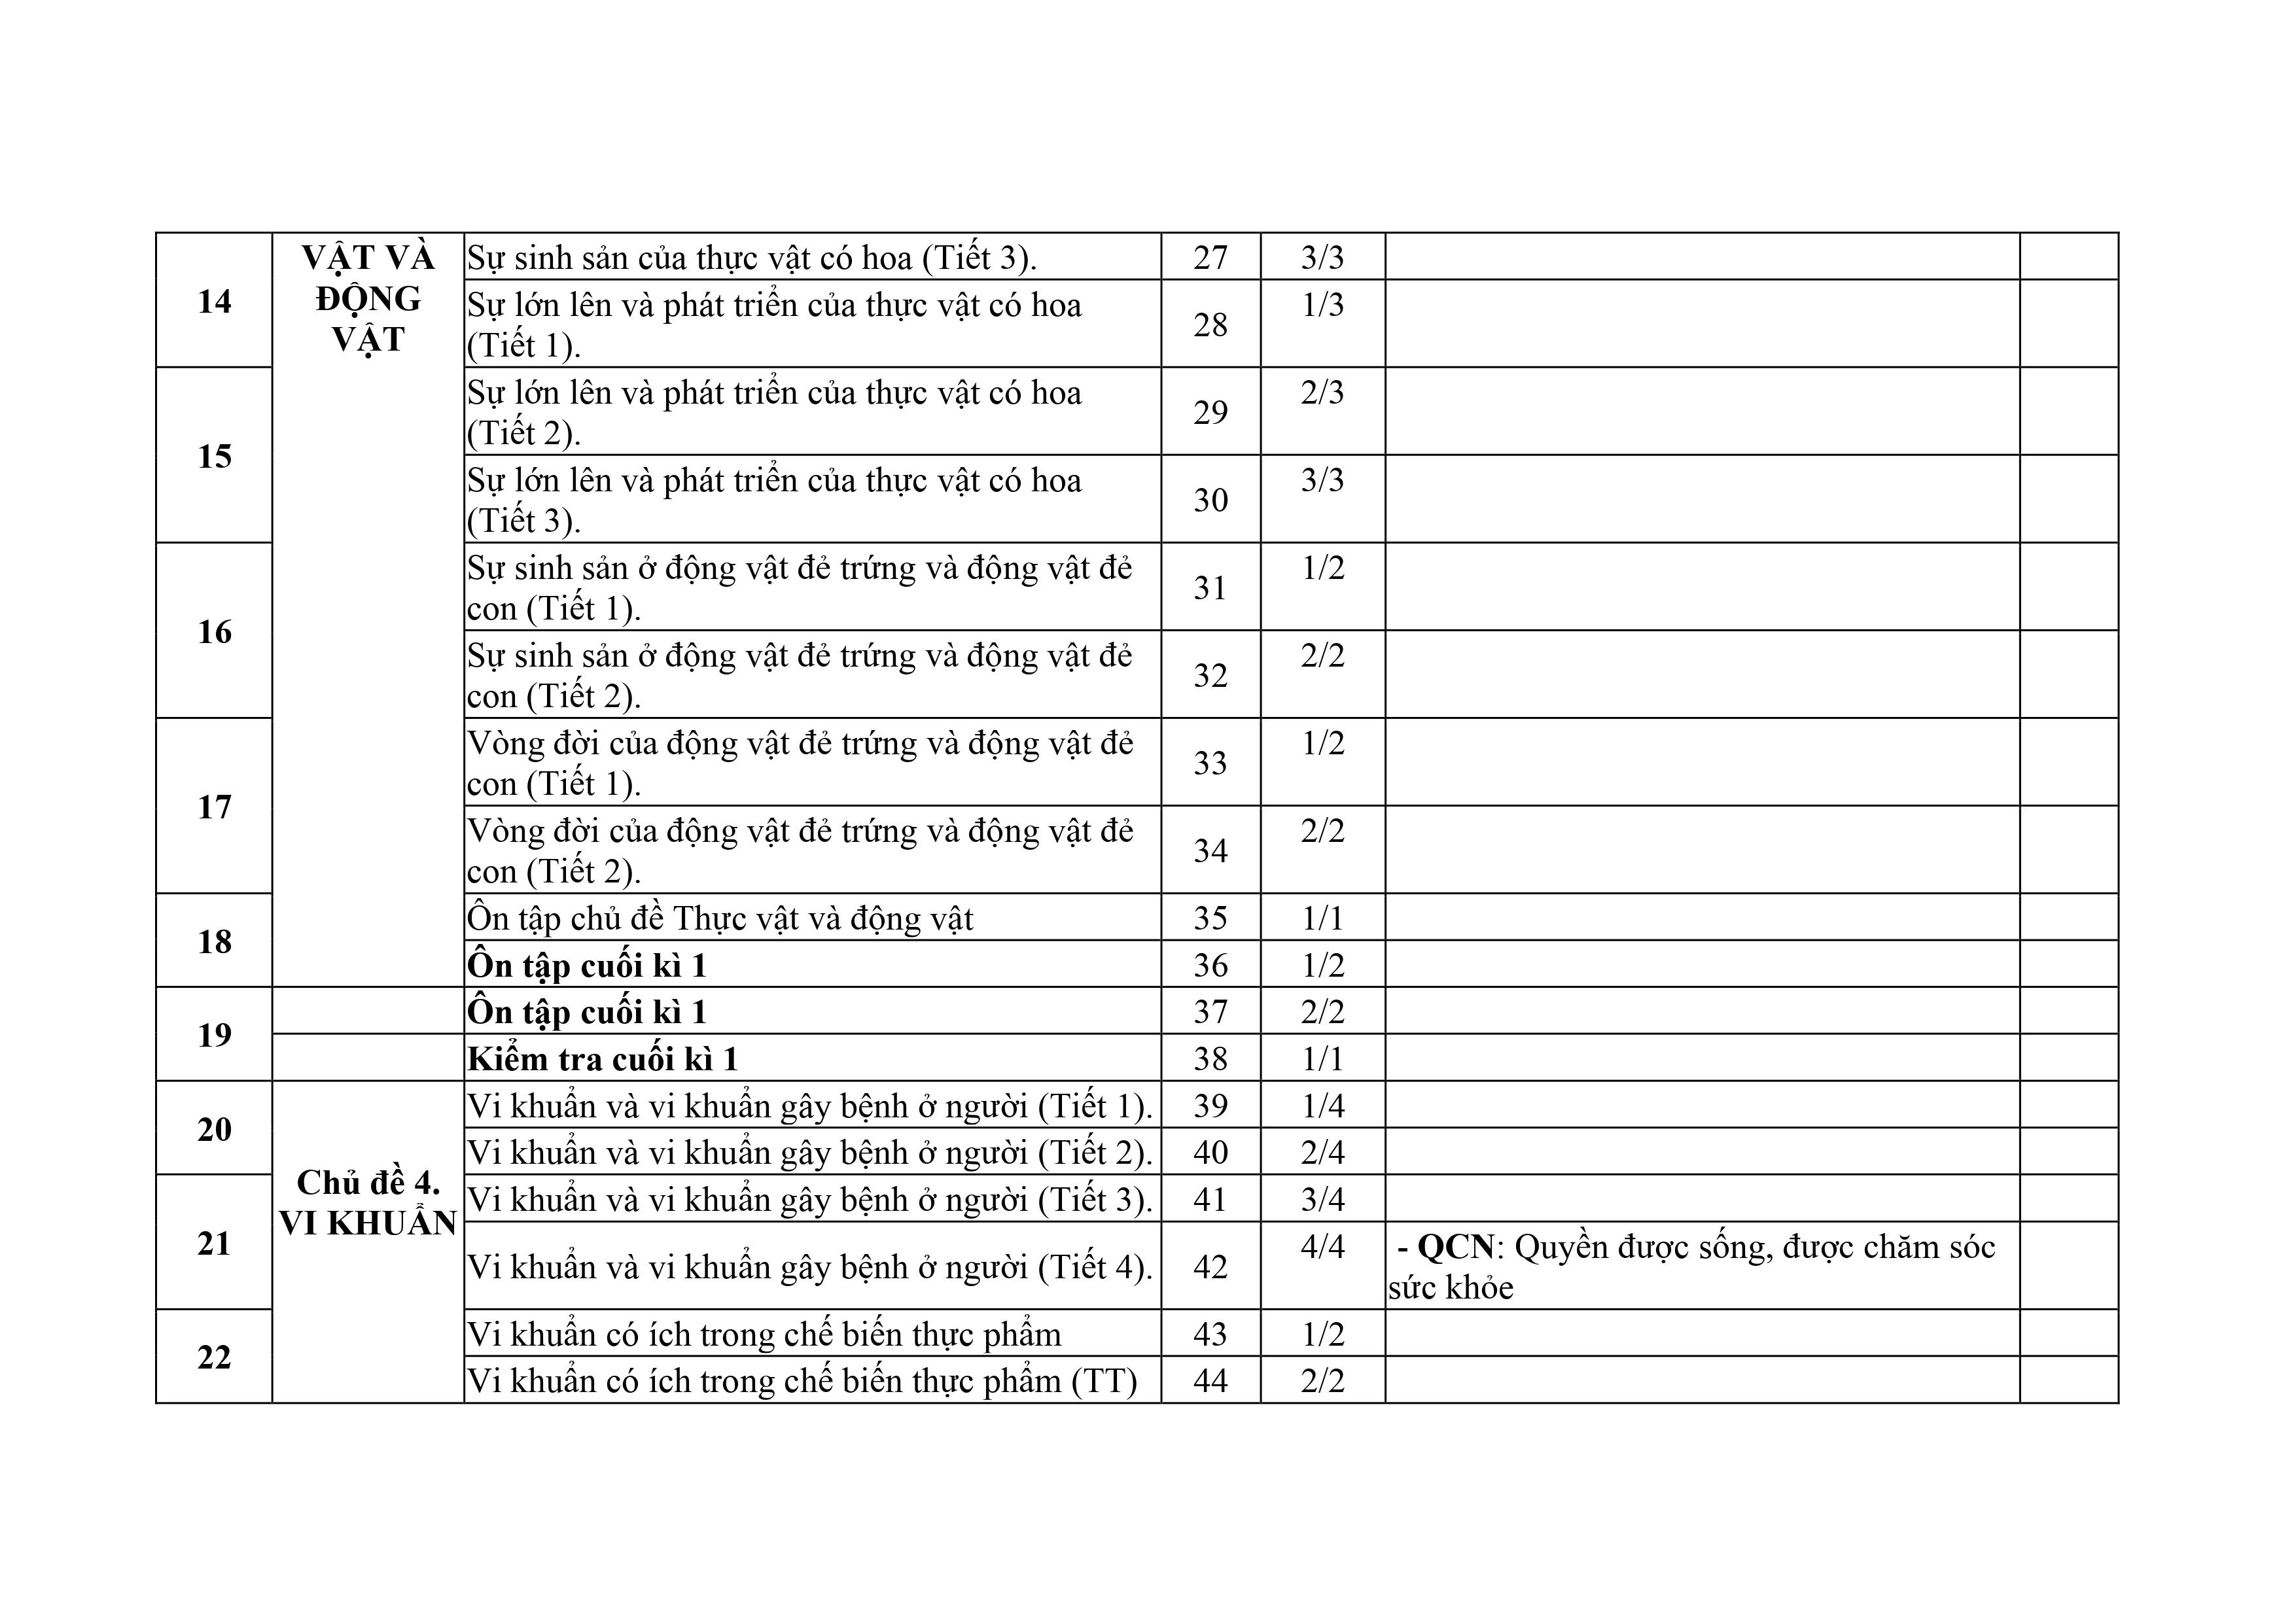 14
VẬT VÀ
ĐỘNG
VẬT
Sự sinh sản của thực vật có hoa (Tiết 3).
27
3/3
Sự lớn lên và phát triển của thực vật có hoa
(Tiết 1).
28
1/3
15
Sự lớn lên và phát triển của thực vật có hoa
(Tiết 2).
29
2/3
Sự lớn lên và phát triển của thực vật có hoa
(Tiết 3).
30
3/3
16
Sự sinh sản ở động vật đẻ trứng và động vật đẻ
con (Tiết 1).
31
1/2
Sự sinh sản ở động vật đẻ trứng và động vật đẻ
con (Tiết 2).
32
2/2
17
Vòng đời của động vật đẻ trứng và động vật đẻ
con (Tiết 1).
33
1/2
Vòng đời của động vật đẻ trứng và động vật đẻ
con (Tiết 2).
34
2/2
18
Ôn tập chủ đề Thực vật và động vật
35
1/1
Ôn tập cuối kì 1
36
1/2
19
Ôn tập cuối kì 1
37
2/2
Kiểm tra cuối kì 1
38
1/1
20
Chủ đề 4.
VI KHUẨN
Vi khuẩn và vi khuẩn gây bệnh ở người (Tiết 1).
39
1/4
Vi khuẩn và vi khuẩn gây bệnh ở người (Tiết 2).
40
2/4
21
Vi khuẩn và vi khuẩn gây bệnh ở người (Tiết 3).
41
3/4
Vi khuẩn và vi khuẩn gây bệnh ở người (Tiết 4).
42
4/4
- QCN: Quyền được sống, được chăm sóc
sức khỏe
22
Vi khuẩn có ích trong chế biến thực phẩm
43
1/2
Vi khuẩn có ích trong chế biến thực phẩm (TT)
44
2/2